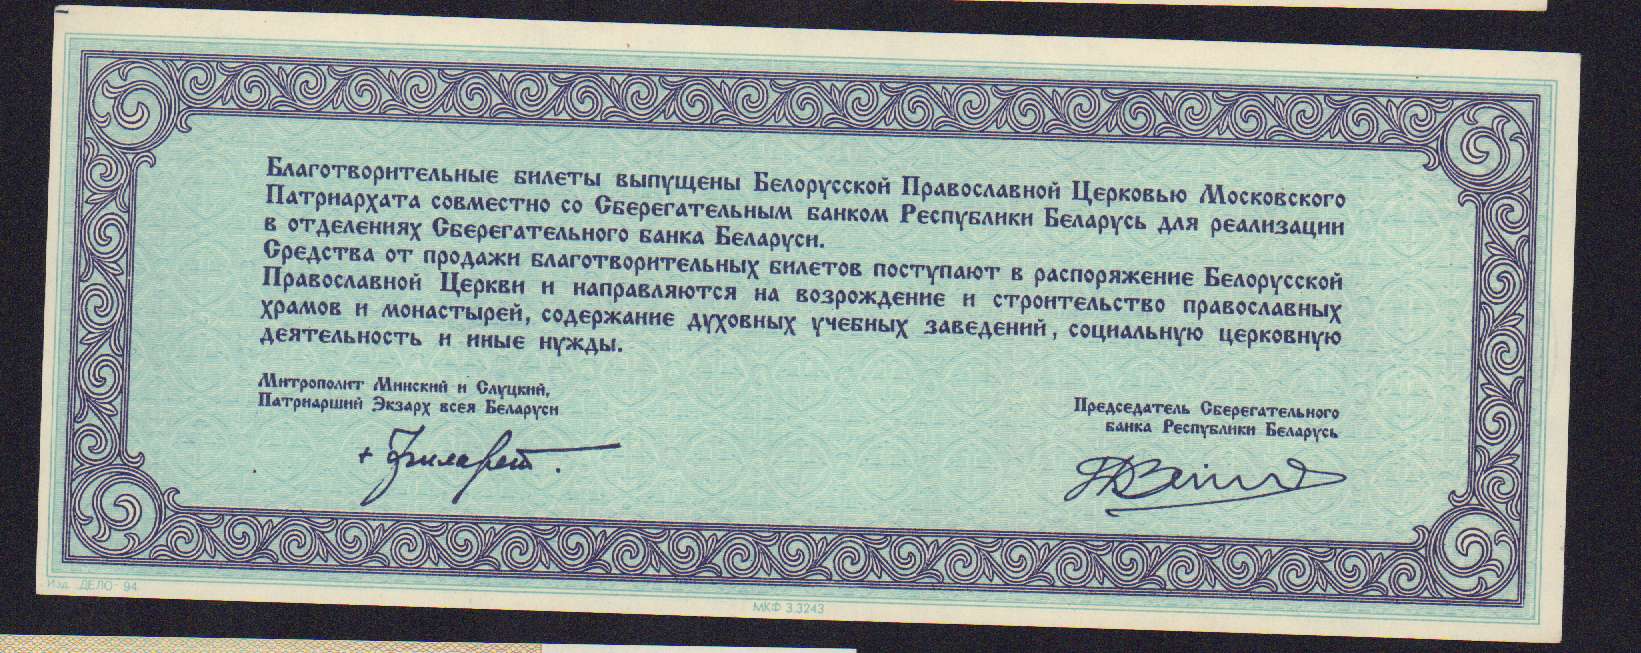 Благотворительные билеты выпущены Белорусской Православной Церковью Московского
Патриархата совместно со Сберегательным банком Республики Беларусь для реализации
в отделениях Сберегательного банка Беларуси.
Средства от продажи благотворительных билетов поступают в распоряжение Белорусской
Православной Церкви и направляются на возрождение и строительство православных
храмов и монастырей, содержание духовных учебных заведений, социальную церковную
деятельность и иные нужды.
Митрополит Минский и Слуцкий,
Патриарший Экзарх всея Беларуси
Председатель Сберегательного
банка Республики Беларусь
+ Филарет.
Изд. „ДЕЛО“ 94
МКФ З.3243